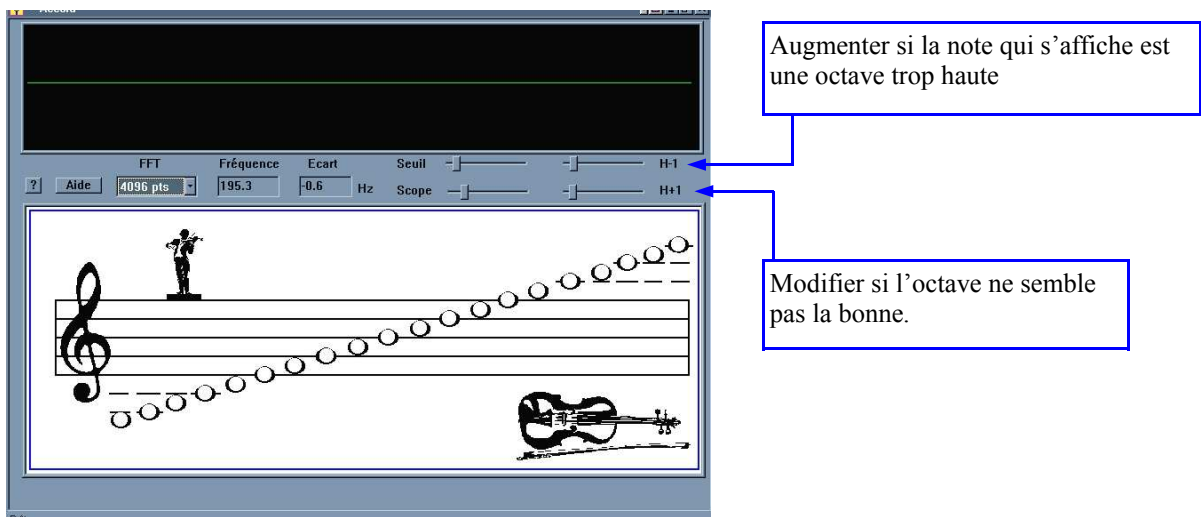 Accord
Augmenter si la note qui s’affiche est
une octave trop haute
FFT Fréquence Ecart Seuil H-1
? Aide 4096 pts 195.3 -0.6 Hz Scope H+1
Modifier si l’octave ne semble
pas la bonne.